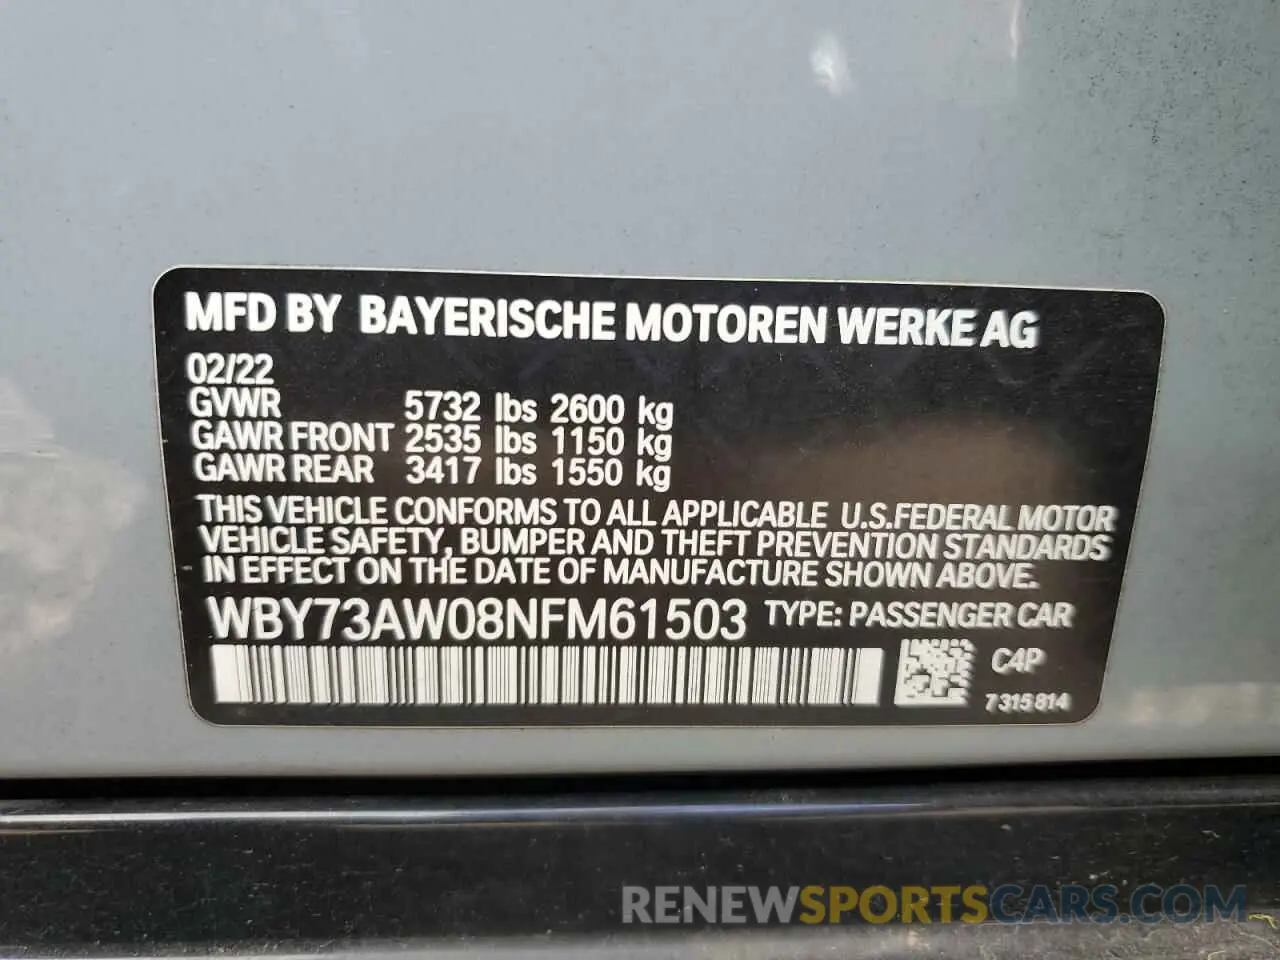 MFD BY BAYERISCHE MOTOREN WERKE AG
02/22
GVWR 5732 lbs 2600 kg
GAWR FRONT 2535 lbs 1150 kg
GAWR REAR 3417 lbs 1550 kg
THIS VEHICLE CONFORMS TO ALL APPLICABLE U.S.FEDERAL MOTOR
VEHICLE SAFETY, BUMPER AND THEFT PREVENTION STANDARDS
IN EFFECT ON THE DATE OF MANUFACTURE SHOWN ABOVE.
WBY73AW08NFM61503 TYPE: PASSENGER CAR
C4P
7 315 814
RENEWSPORTSCARS.COM